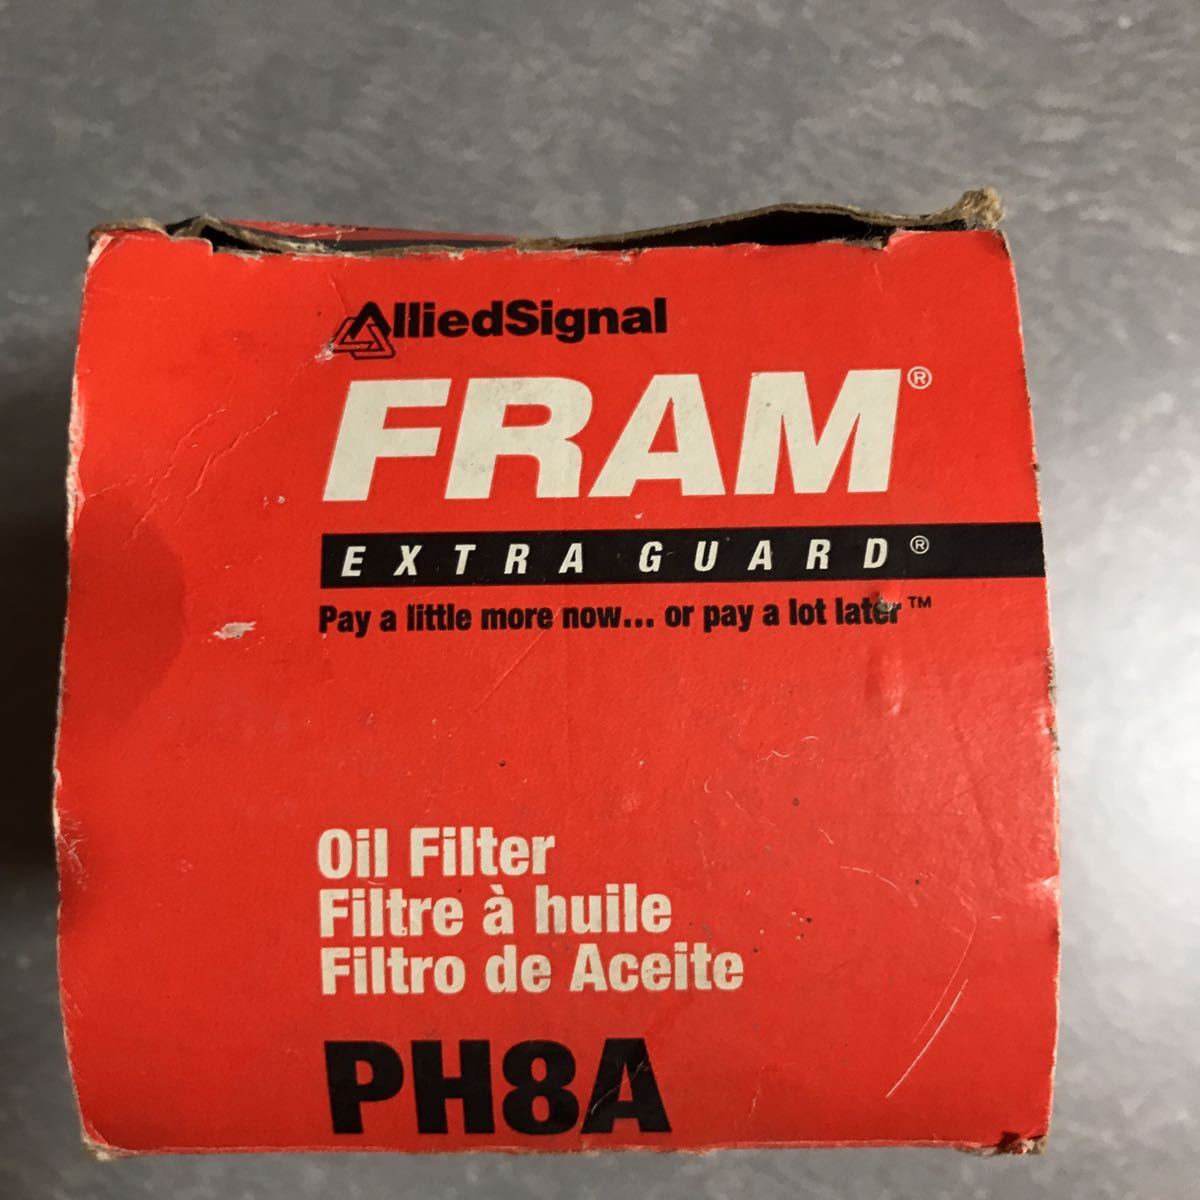 AlliedSignal
FRAM®
EXTRA GUARD®
Pay a little more now... or pay a lot later™
Oil Filter
Filtre à huile
Filtro de Aceite
PH8A